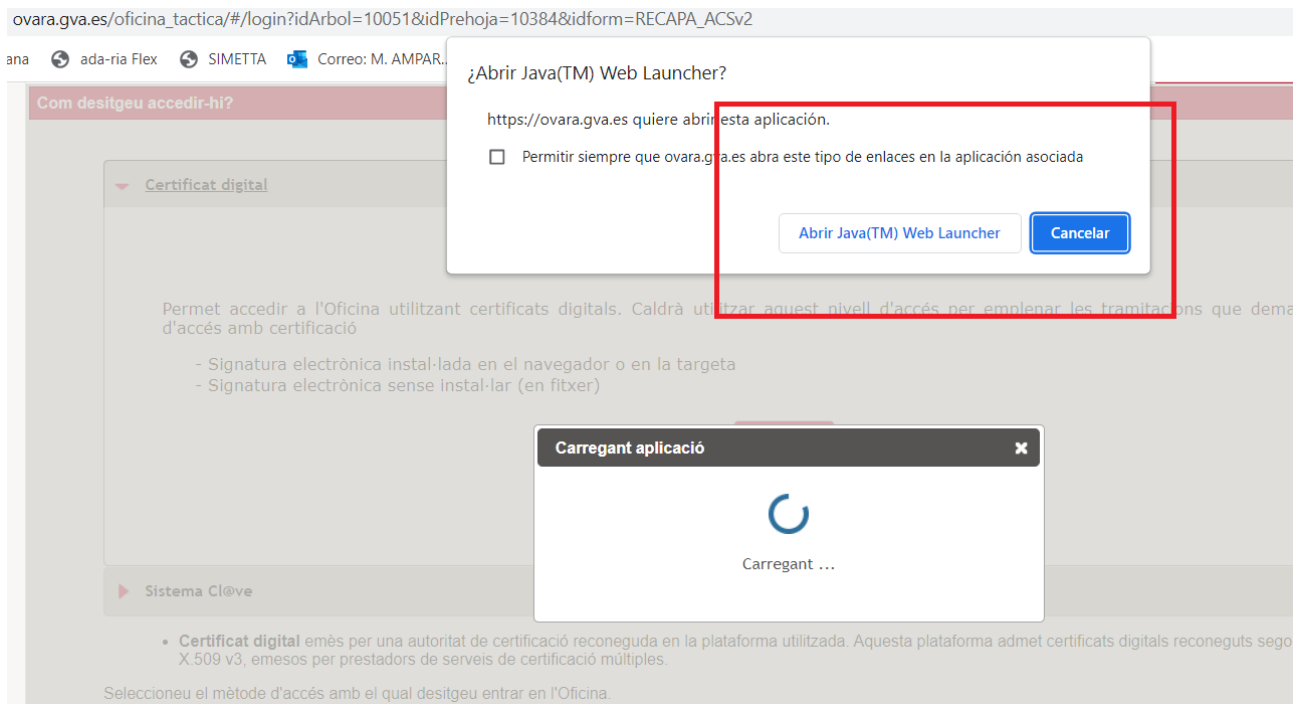 ovara.gva.es/oficina_tactica/#/login?idArbol=10051&idPrehoja=10384&idform=RECAPA_ACSv2
ana ada-ria Flex SIMETTA Correo: M. AMPAR...
¿Abrir Java(TM) Web Launcher?
https://ovara.gva.es quiere abrir esta aplicación.
Permitir siempre que ovara.gva.es abra este tipo de enlaces en la aplicación asociada
Abrir Java(TM) Web Launcher Cancelar
Com desitgeu accedir-hi?
Certificat digital
Permet accedir a l'Oficina utilitzant certificats digitals. Caldrà utilitzar aquest nivell d'accés per emplenar les tramitacions que dema
d'accés amb certificació
- Signatura electrònica instal·lada en el navegador o en la targeta
- Signatura electrònica sense instal·lar (en fitxer)
Carregant aplicació
Carregant ...
Sistema Cl@ve
• Certificat digital emès per una autoritat de certificació reconeguda en la plataforma utilitzada. Aquesta plataforma admet certificats digitals reconeguts sego
X.509 v3, emesos per prestadors de serveis de certificació múltiples.
Seleccioneu el mètode d'accés amb el qual desitgeu entrar en l'Oficina.